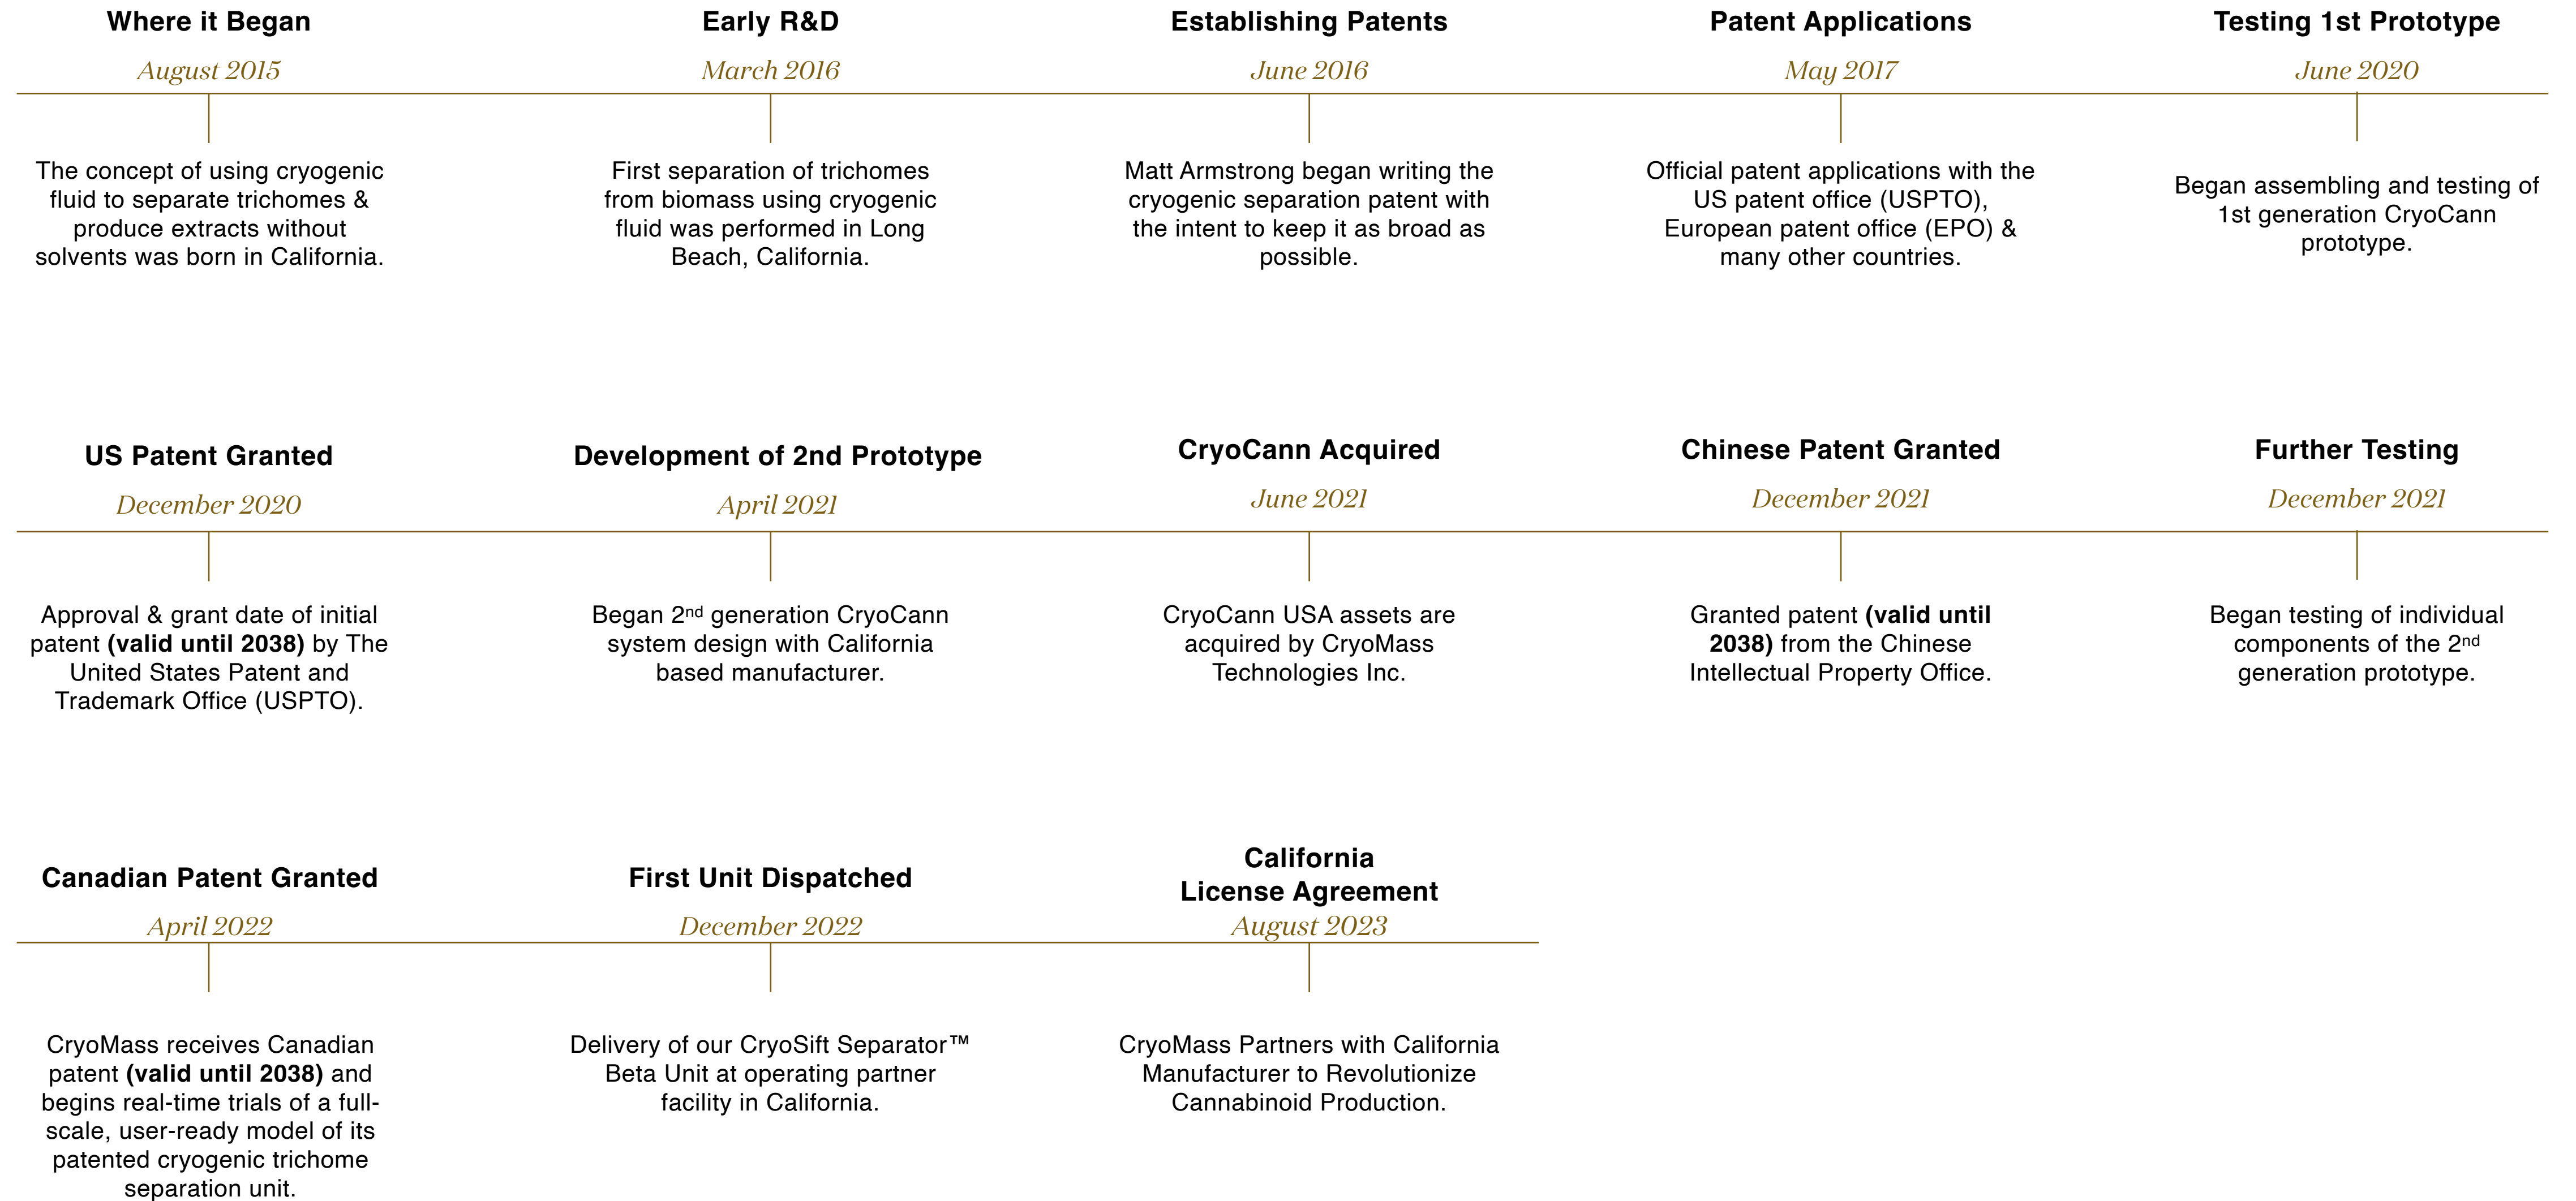 Where it Began
August 2015
The concept of using cryogenic
fluid to separate trichomes &
produce extracts without
solvents was born in California.
Early R&D
March 2016
First separation of trichomes
from biomass using cryogenic
fluid was performed in Long
Beach, California.
Establishing Patents
June 2016
Matt Armstrong began writing the
cryogenic separation patent with
the intent to keep it as broad as
possible.
Patent Applications
May 2017
Official patent applications with the
US patent office (USPTO),
European patent office (EPO) &
many other countries.
Testing 1st Prototype
June 2020
Began assembling and testing of
1st generation CryoCann
prototype.
US Patent Granted
December 2020
Approval & grant date of initial
patent (valid until 2038) by The
United States Patent and
Trademark Office (USPTO).
Development of 2nd Prototype
April 2021
Began 2nd generation CryoCann
system design with California
based manufacturer.
CryoCann Acquired
June 2021
CryoCann USA assets are
acquired by CryoMass
Technologies Inc.
Chinese Patent Granted
December 2021
Granted patent (valid until
2038) from the Chinese
Intellectual Property Office.
Further Testing
December 2021
Began testing of individual
components of the 2nd
generation prototype.
Canadian Patent Granted
April 2022
CryoMass receives Canadian
patent (valid until 2038) and
begins real-time trials of a full-
scale, user-ready model of its
patented cryogenic trichome
separation unit.
First Unit Dispatched
December 2022
Delivery of our CryoSift Separator™
Beta Unit at operating partner
facility in California.
California
License Agreement
August 2023
CryoMass Partners with California
Manufacturer to Revolutionize
Cannabinoid Production.